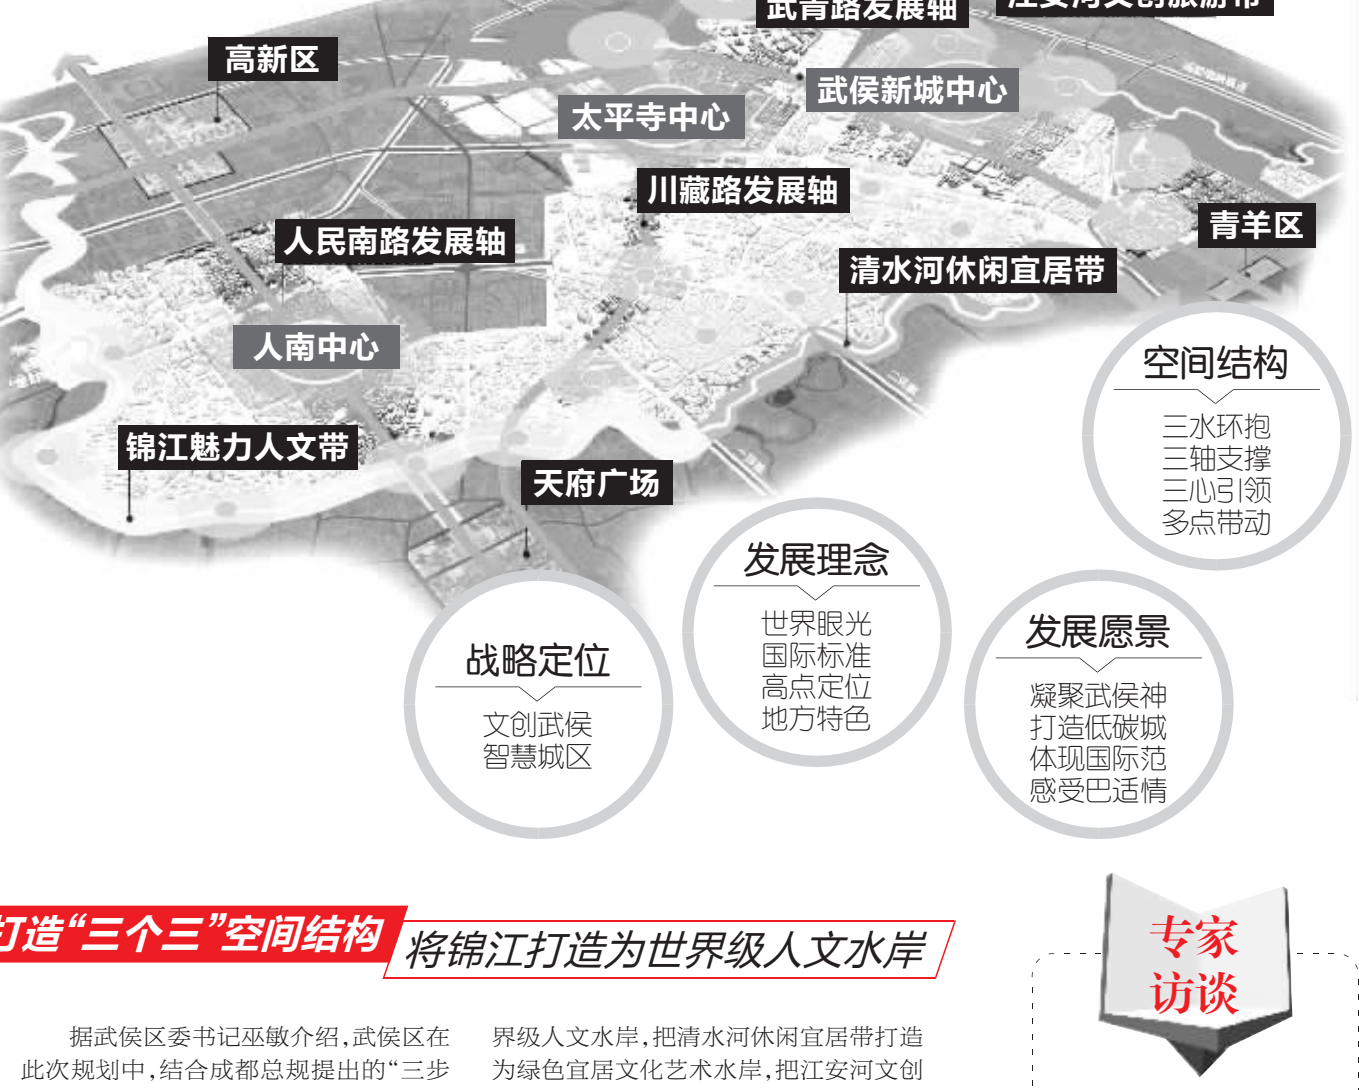 武青路发展轴
高新区
武侯新城中心
太平寺中心
川藏路发展轴
青羊区
人民南路发展轴
清水河休闲宜居带
人南中心
锦江魅力人文带
天府广场
空间结构
三水环抱
三轴支撑
三心引领
多点带动
发展理念
世界眼光
国际标准
高点定位
地方特色
发展愿景
凝聚武侯神
打造低碳城
体现国际范
感受巴适情
战略定位
文创武侯
智慧城区
打造“三个三”空间结构
将锦江打造为世界级人文水岸
专家
访谈
据武侯区委书记巫敏介绍,武侯区在
此次规划中,结合成都总规提出的“三步
界级人文水岸,把清水河休闲宜居带打造
为绿色宜居文化艺术水岸,把江安河文创